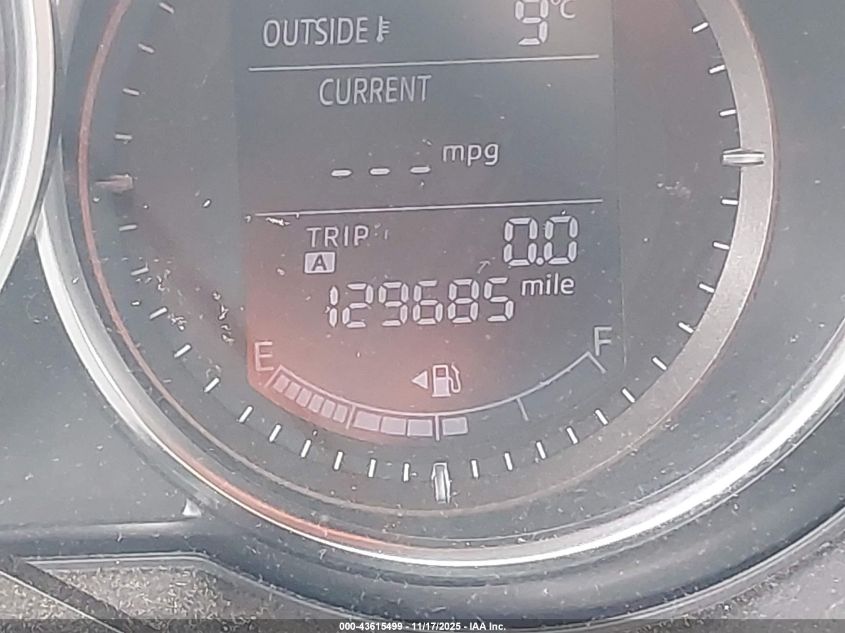 OUTSIDE 9°C
CURRENT
--- mpg
TRIP A 0.0
129685 mile
E F
000-43615499 - 11/17/2025 - IAA Inc.